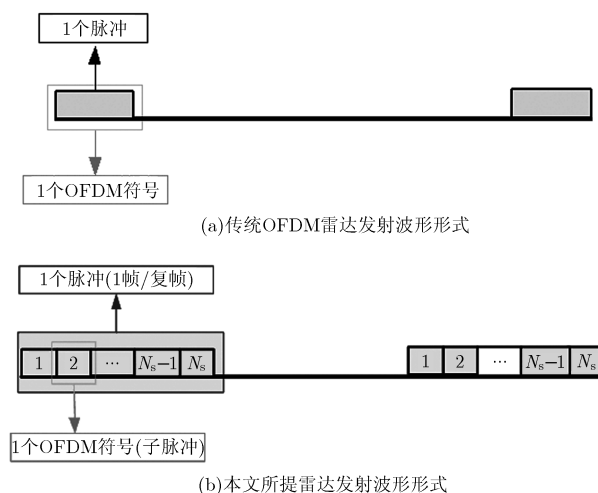 1个脉冲
1个OFDM符号
(a)传统OFDM雷达发射波形形式
1个脉冲(1帧/复帧)
1 2 ··· Ns−1 Ns 1 2 ··· Ns−1 Ns
1个OFDM符号(子脉冲)
(b)本文所提雷达发射波形形式